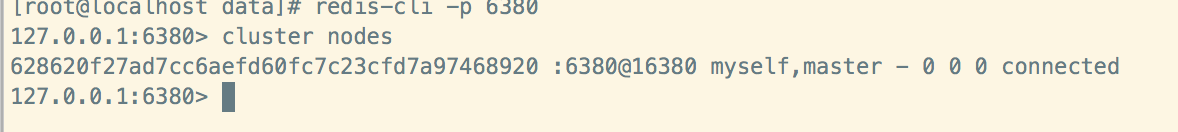 [root@localhost data]# redis-cli -p 6380
127.0.0.1:6380> cluster nodes
628620f27ad7cc6aefd60fc7c23cfd7a97468920 :6380@16380 myself,master - 0 0 0 connected
127.0.0.1:6380>